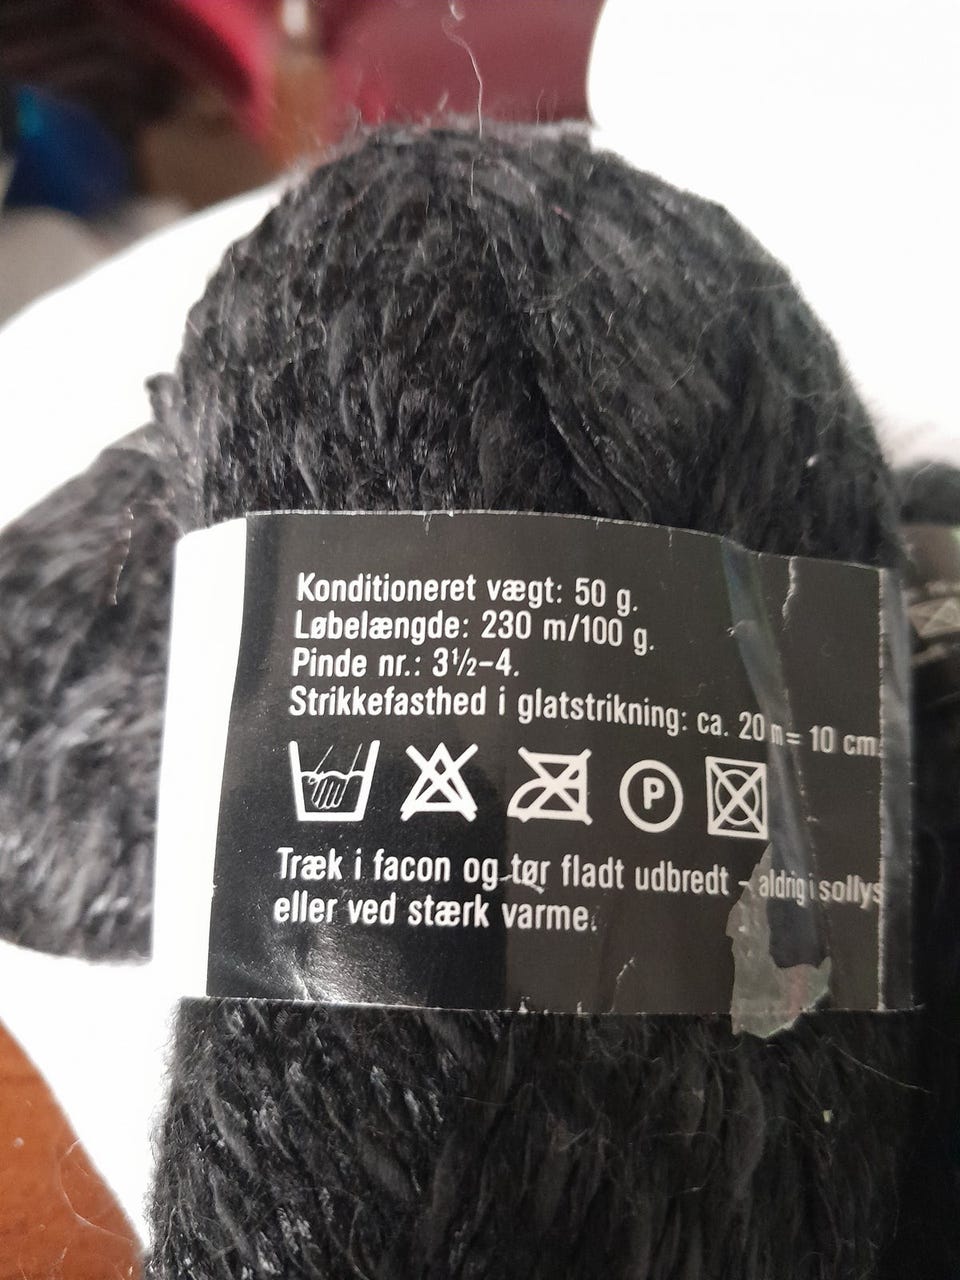 Konditioneret vægt: 50 g.
Løbelængde: 230 m/100 g.
Pinde nr.: 3½-4.
Strikkefasthed i glatstrikning: ca. 20 m = 10 cm.
P
Træk i facon og tør fladt udbredt - aldrig i sollys
eller ved stærk varme.